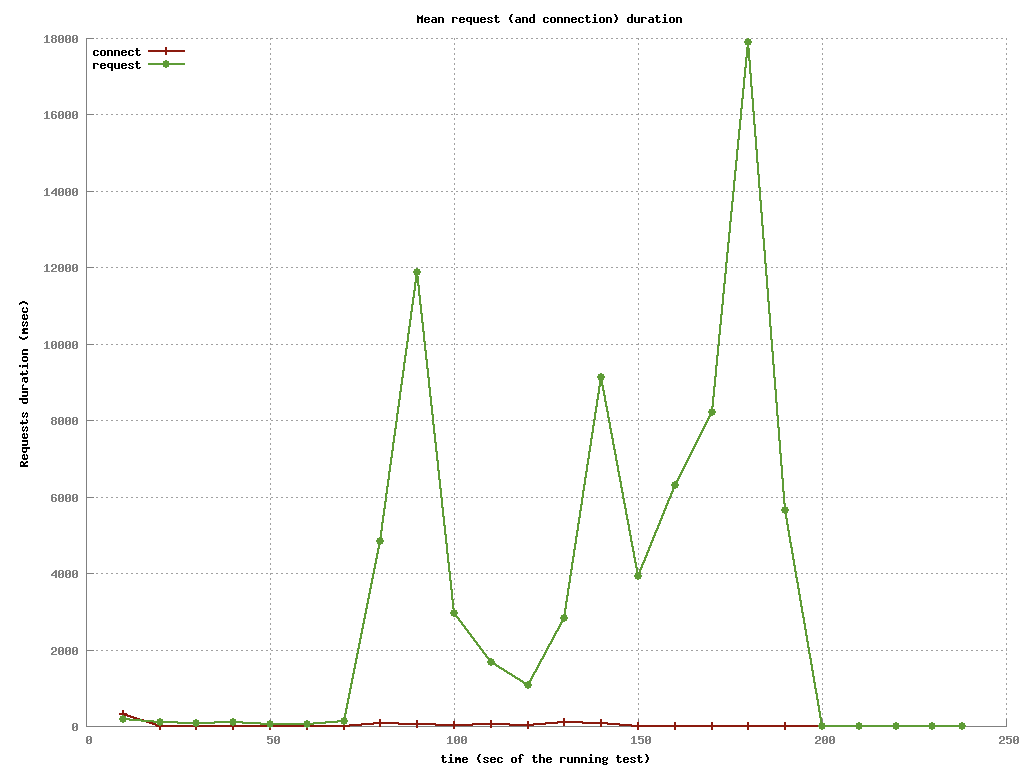 Mean request (and connection) duration
18000
connect
request
16000
14000
12000
10000
8000
6000
4000
2000
0
Requests duration (msec)
0 50 100 150 200 250
time (sec of the running test)